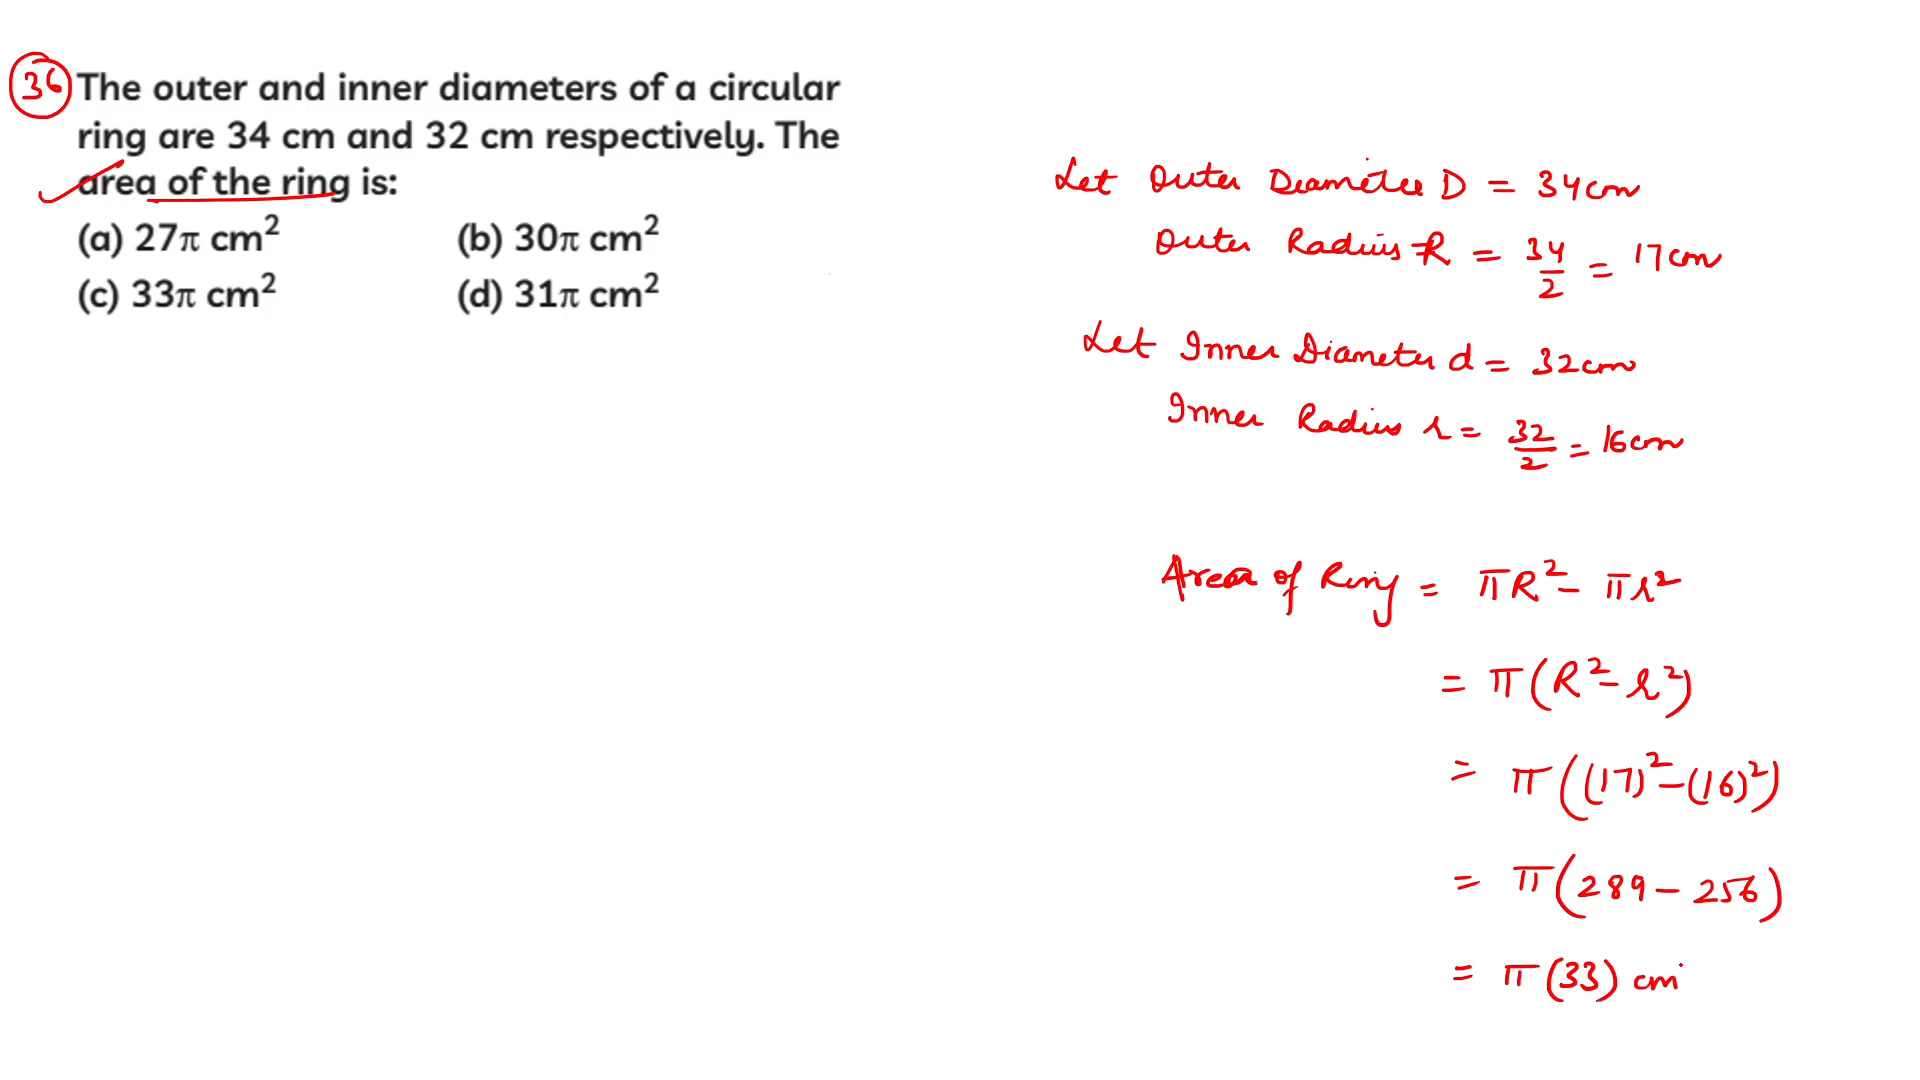 36 The outer and inner diameters of a circular
ring are 34 cm and 32 cm respectively. The
area of the ring is:
(a) 27π cm² (b) 30π cm²
(c) 33π cm² (d) 31π cm²
Let Outer Diameter D = 34cm
Outer Radius R = 34/2 = 17cm
Let Inner Diameter d = 32cm
Inner Radius r = 32/2 = 16cm
Area of Ring = πR² - πr²
= π(R² - r²)
= π((17)² - (16)²)
= π(289 - 256)
= π(33) cm